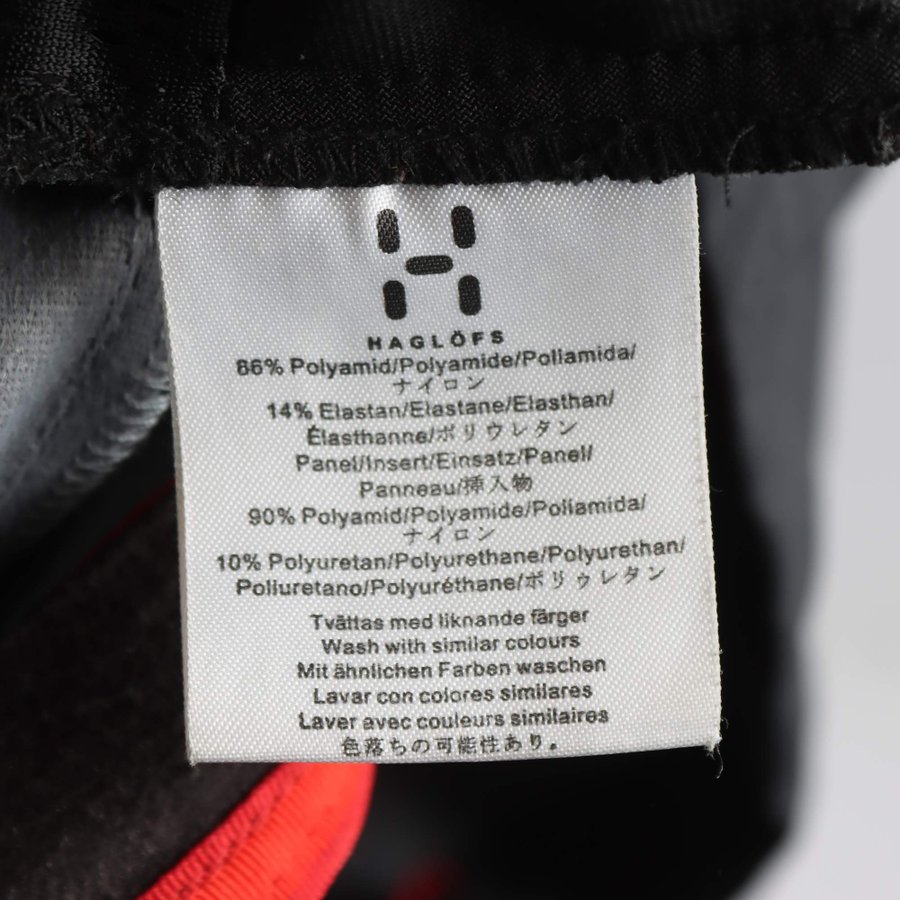 HAGLÖFS
86% Polyamid/Polyamide/Poliamida/
ナイロン
14% Elastan/Elastane/Elasthan/
Élasthanne/ポリウレタン
Panel/Insert/Einsatz/Panel/
Panneau/挿入物
90% Polyamid/Polyamide/Poliamida/
ナイロン
10% Polyuretan/Polyurethane/Polyurethan/
Poliuretano/Polyuréthane/ポリウレタン
Tvättas med liknande färger
Wash with similar colours
Mit ähnlichen Farben waschen
Lavar con colores similares
Laver avec couleurs similaires
色落ちの可能性あり。